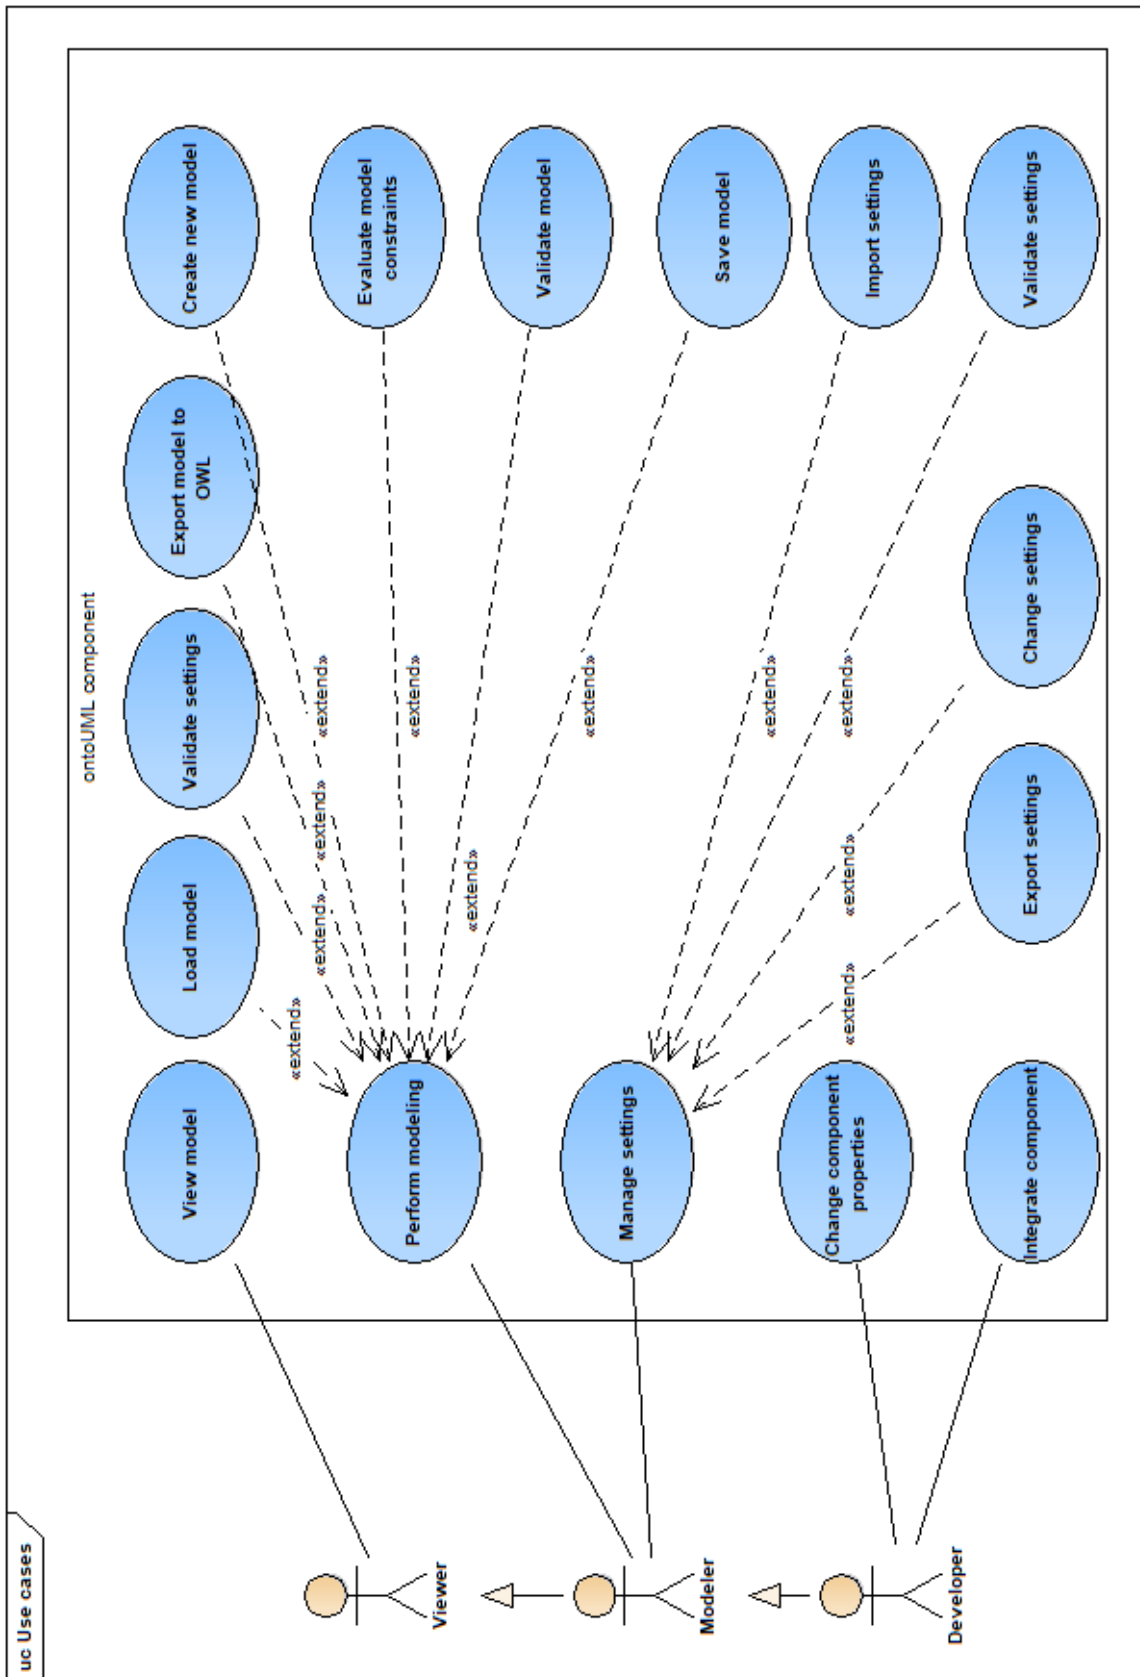 uc Use cases
ontoUML component
View model
Load model
Validate settings
Export model to
OWL
Create new model
«extend»
«extend»
«extend»
«extend»
Perform modeling
Evaluate model
constraints
«extend»
Validate model
«extend»
Save model
«extend»
Manage settings
Import settings
«extend»
Validate settings
«extend»
Change settings
«extend»
Export settings
«extend»
Change component
properties
Integrate component
Viewer
Modeler
Developer